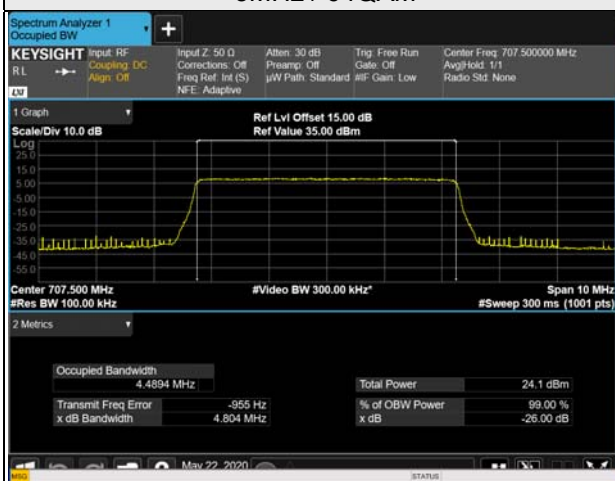 Spectrum Analyzer 1
Occupied BW
KEYSIGHT
RL
LXI
Input: RF
Coupling: DC
Align: Off
Input Z: 50 Ω
Corrections: Off
Freq Ref: Int (S)
NFE: Adaptive
Atten: 30 dB
Preamp: Off
µW Path: Standard
Trig: Free Run
Gate: Off
#IF Gain: Low
Center Freq: 707.500000 MHz
Avg|Hold: 1/1
Radio Std: None
1 Graph
Scale/Div 10.0 dB
Ref Lvl Offset 15.00 dB
Ref Value 35.00 dBm
Log
25.0
15.0
5.00
-5.00
-15.0
-25.0
-35.0
-45.0
-55.0
Center 707.500 MHz
#Res BW 100.00 kHz
#Video BW 300.00 kHz*
Span 10 MHz
#Sweep 300 ms (1001 pts)
2 Metrics
Occupied Bandwidth
4.4894 MHz
Total Power 24.1 dBm
Transmit Freq Error -955 Hz
% of OBW Power 99.00 %
x dB Bandwidth 4.804 MHz
x dB -26.00 dB
May 22, 2020
MSG
STATUS